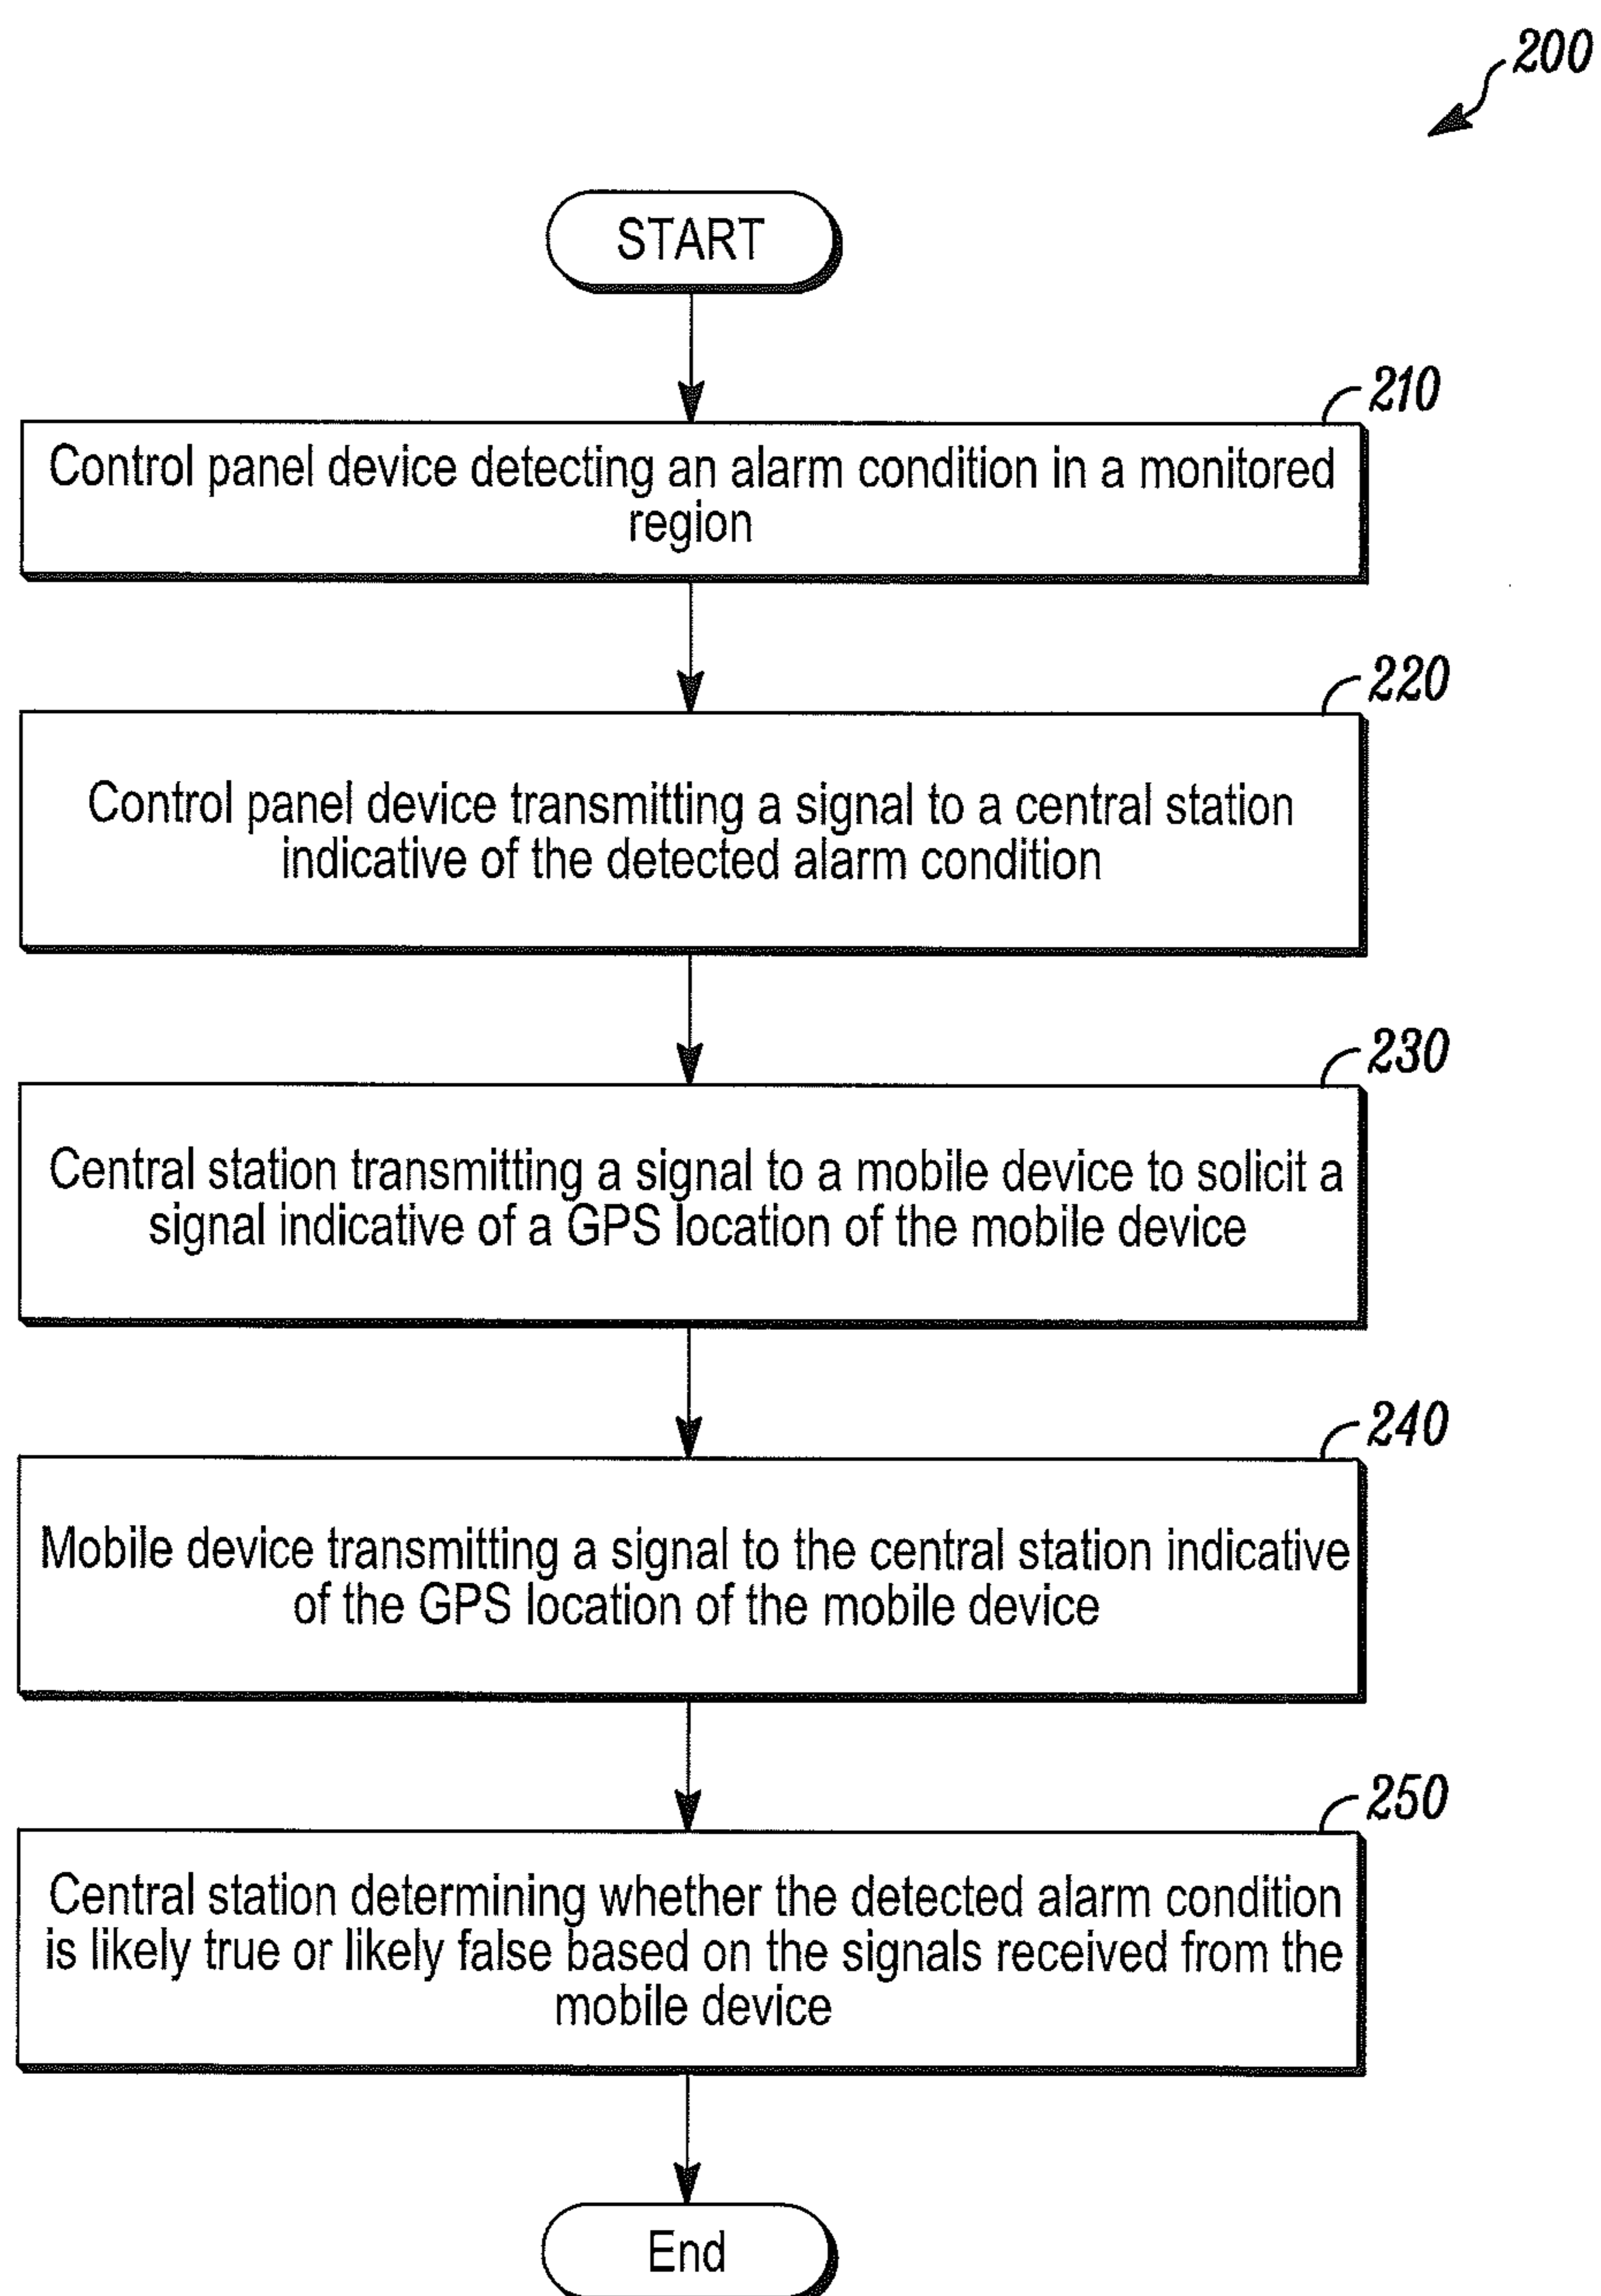 200
START
210
Control panel device detecting an alarm condition in a monitored
region
220
Control panel device transmitting a signal to a central station
indicative of the detected alarm condition
230
Central station transmitting a signal to a mobile device to solicit a
signal indicative of a GPS location of the mobile device
240
Mobile device transmitting a signal to the central station indicative
of the GPS location of the mobile device
250
Central station determining whether the detected alarm condition
is likely true or likely false based on the signals received from the
mobile device
End